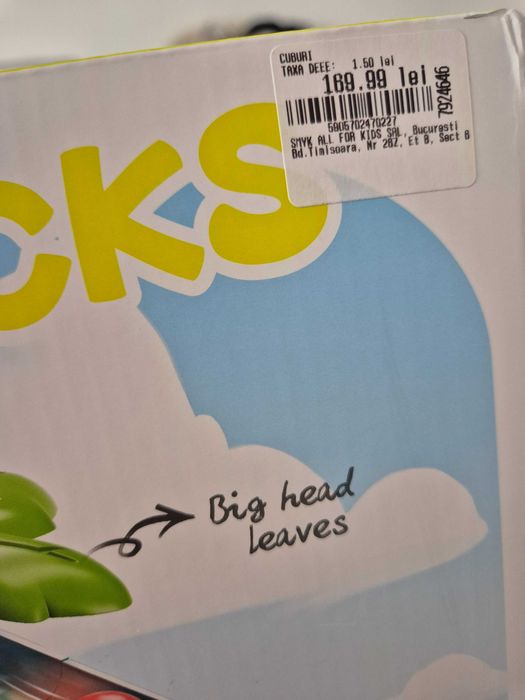 CUBURI
TAXA DEEE: 1.50 lei
169.99 lei
7924646
5905702470227
SMYK ALL FOR KIDS SRL, Bucuresti
Bd.Timisoara, Nr 26Z, Et 8, Sect 6
CKS
Big head
leaves